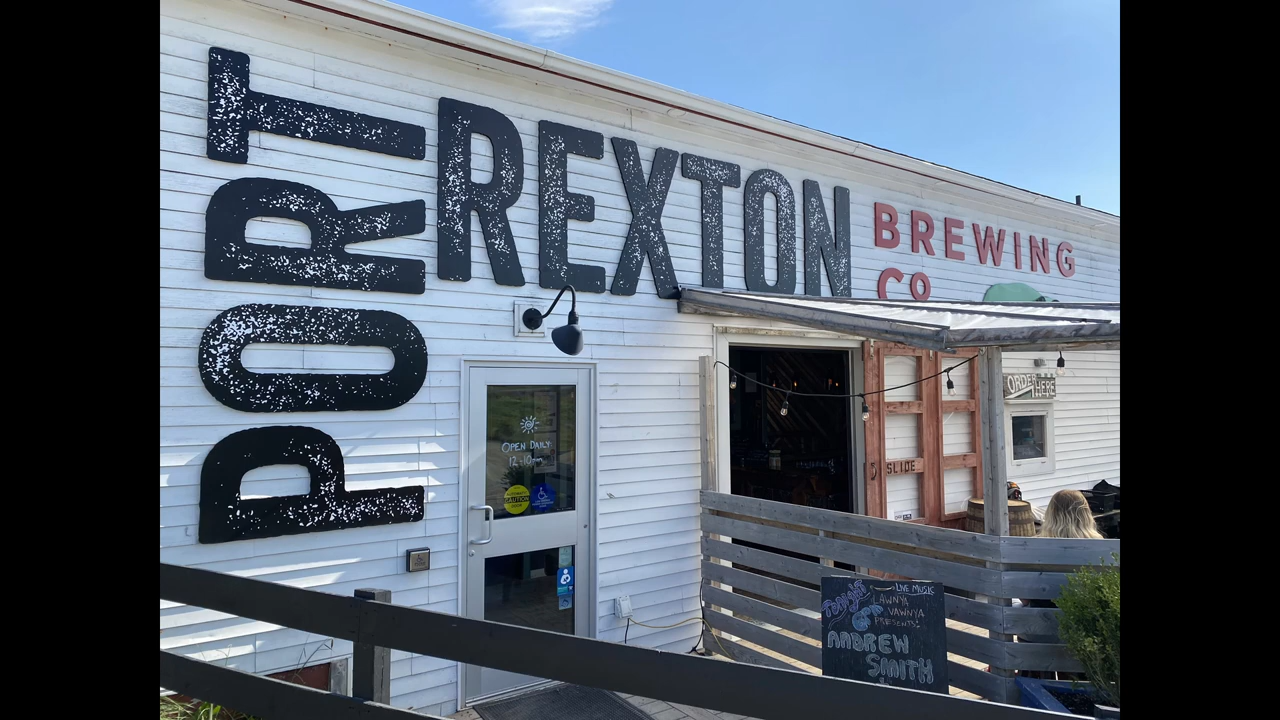 PORT
REXTON
BREWING
CO
ORDER
HERE
OPEN DAILY:
12-10pm
CAUTION
SLIDE
Tonight
LIVE MUSIC
LAWNYA
VAWNYA
PRESENTS:
ANDREW
SMITH